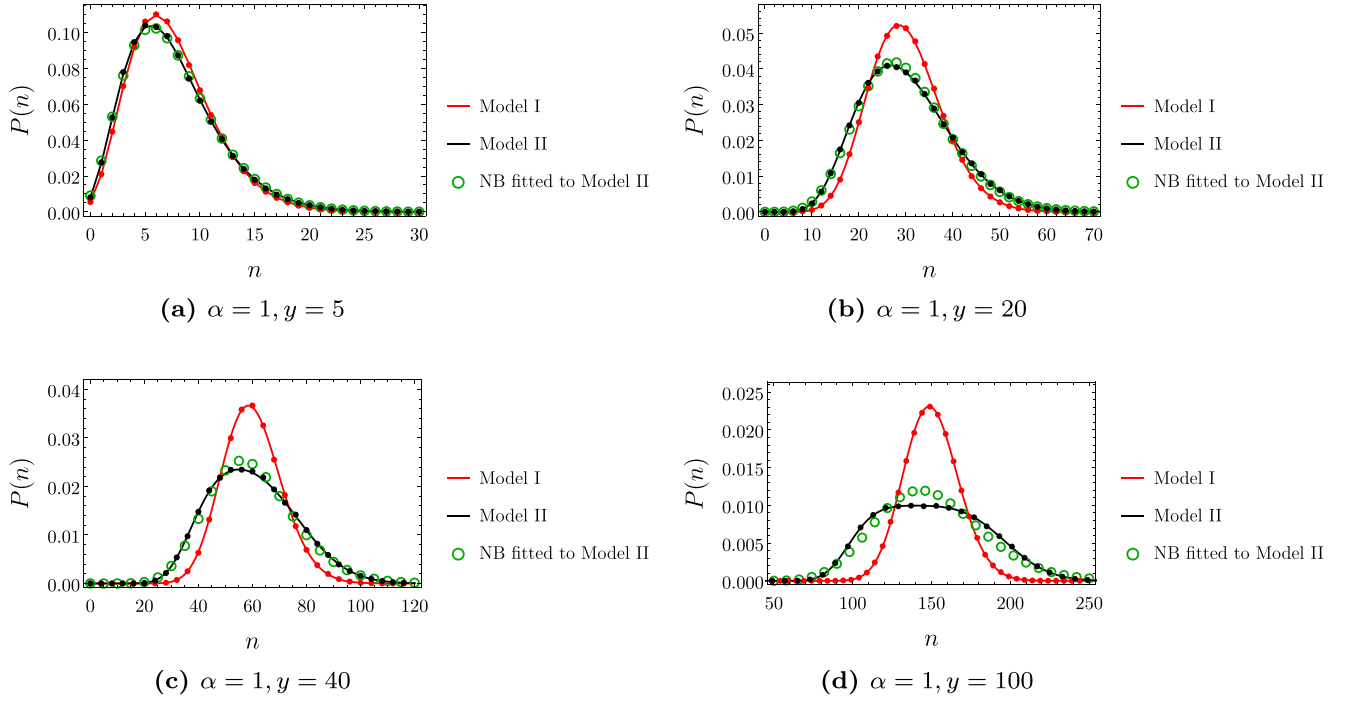 P(n)
0.10
0.08
0.06
0.04
0.02
0.00
0 5 10 15 20 25 30
n
Model I
Model II
NB fitted to Model II
(a) α = 1, y = 5
P(n)
0.05
0.04
0.03
0.02
0.01
0.00
0 10 20 30 40 50 60 70
n
Model I
Model II
NB fitted to Model II
(b) α = 1, y = 20
P(n)
0.04
0.03
0.02
0.01
0.00
0 20 40 60 80 100 120
n
Model I
Model II
NB fitted to Model II
(c) α = 1, y = 40
P(n)
0.025
0.020
0.015
0.010
0.005
0.000
50 100 150 200 250
n
Model I
Model II
NB fitted to Model II
(d) α = 1, y = 100